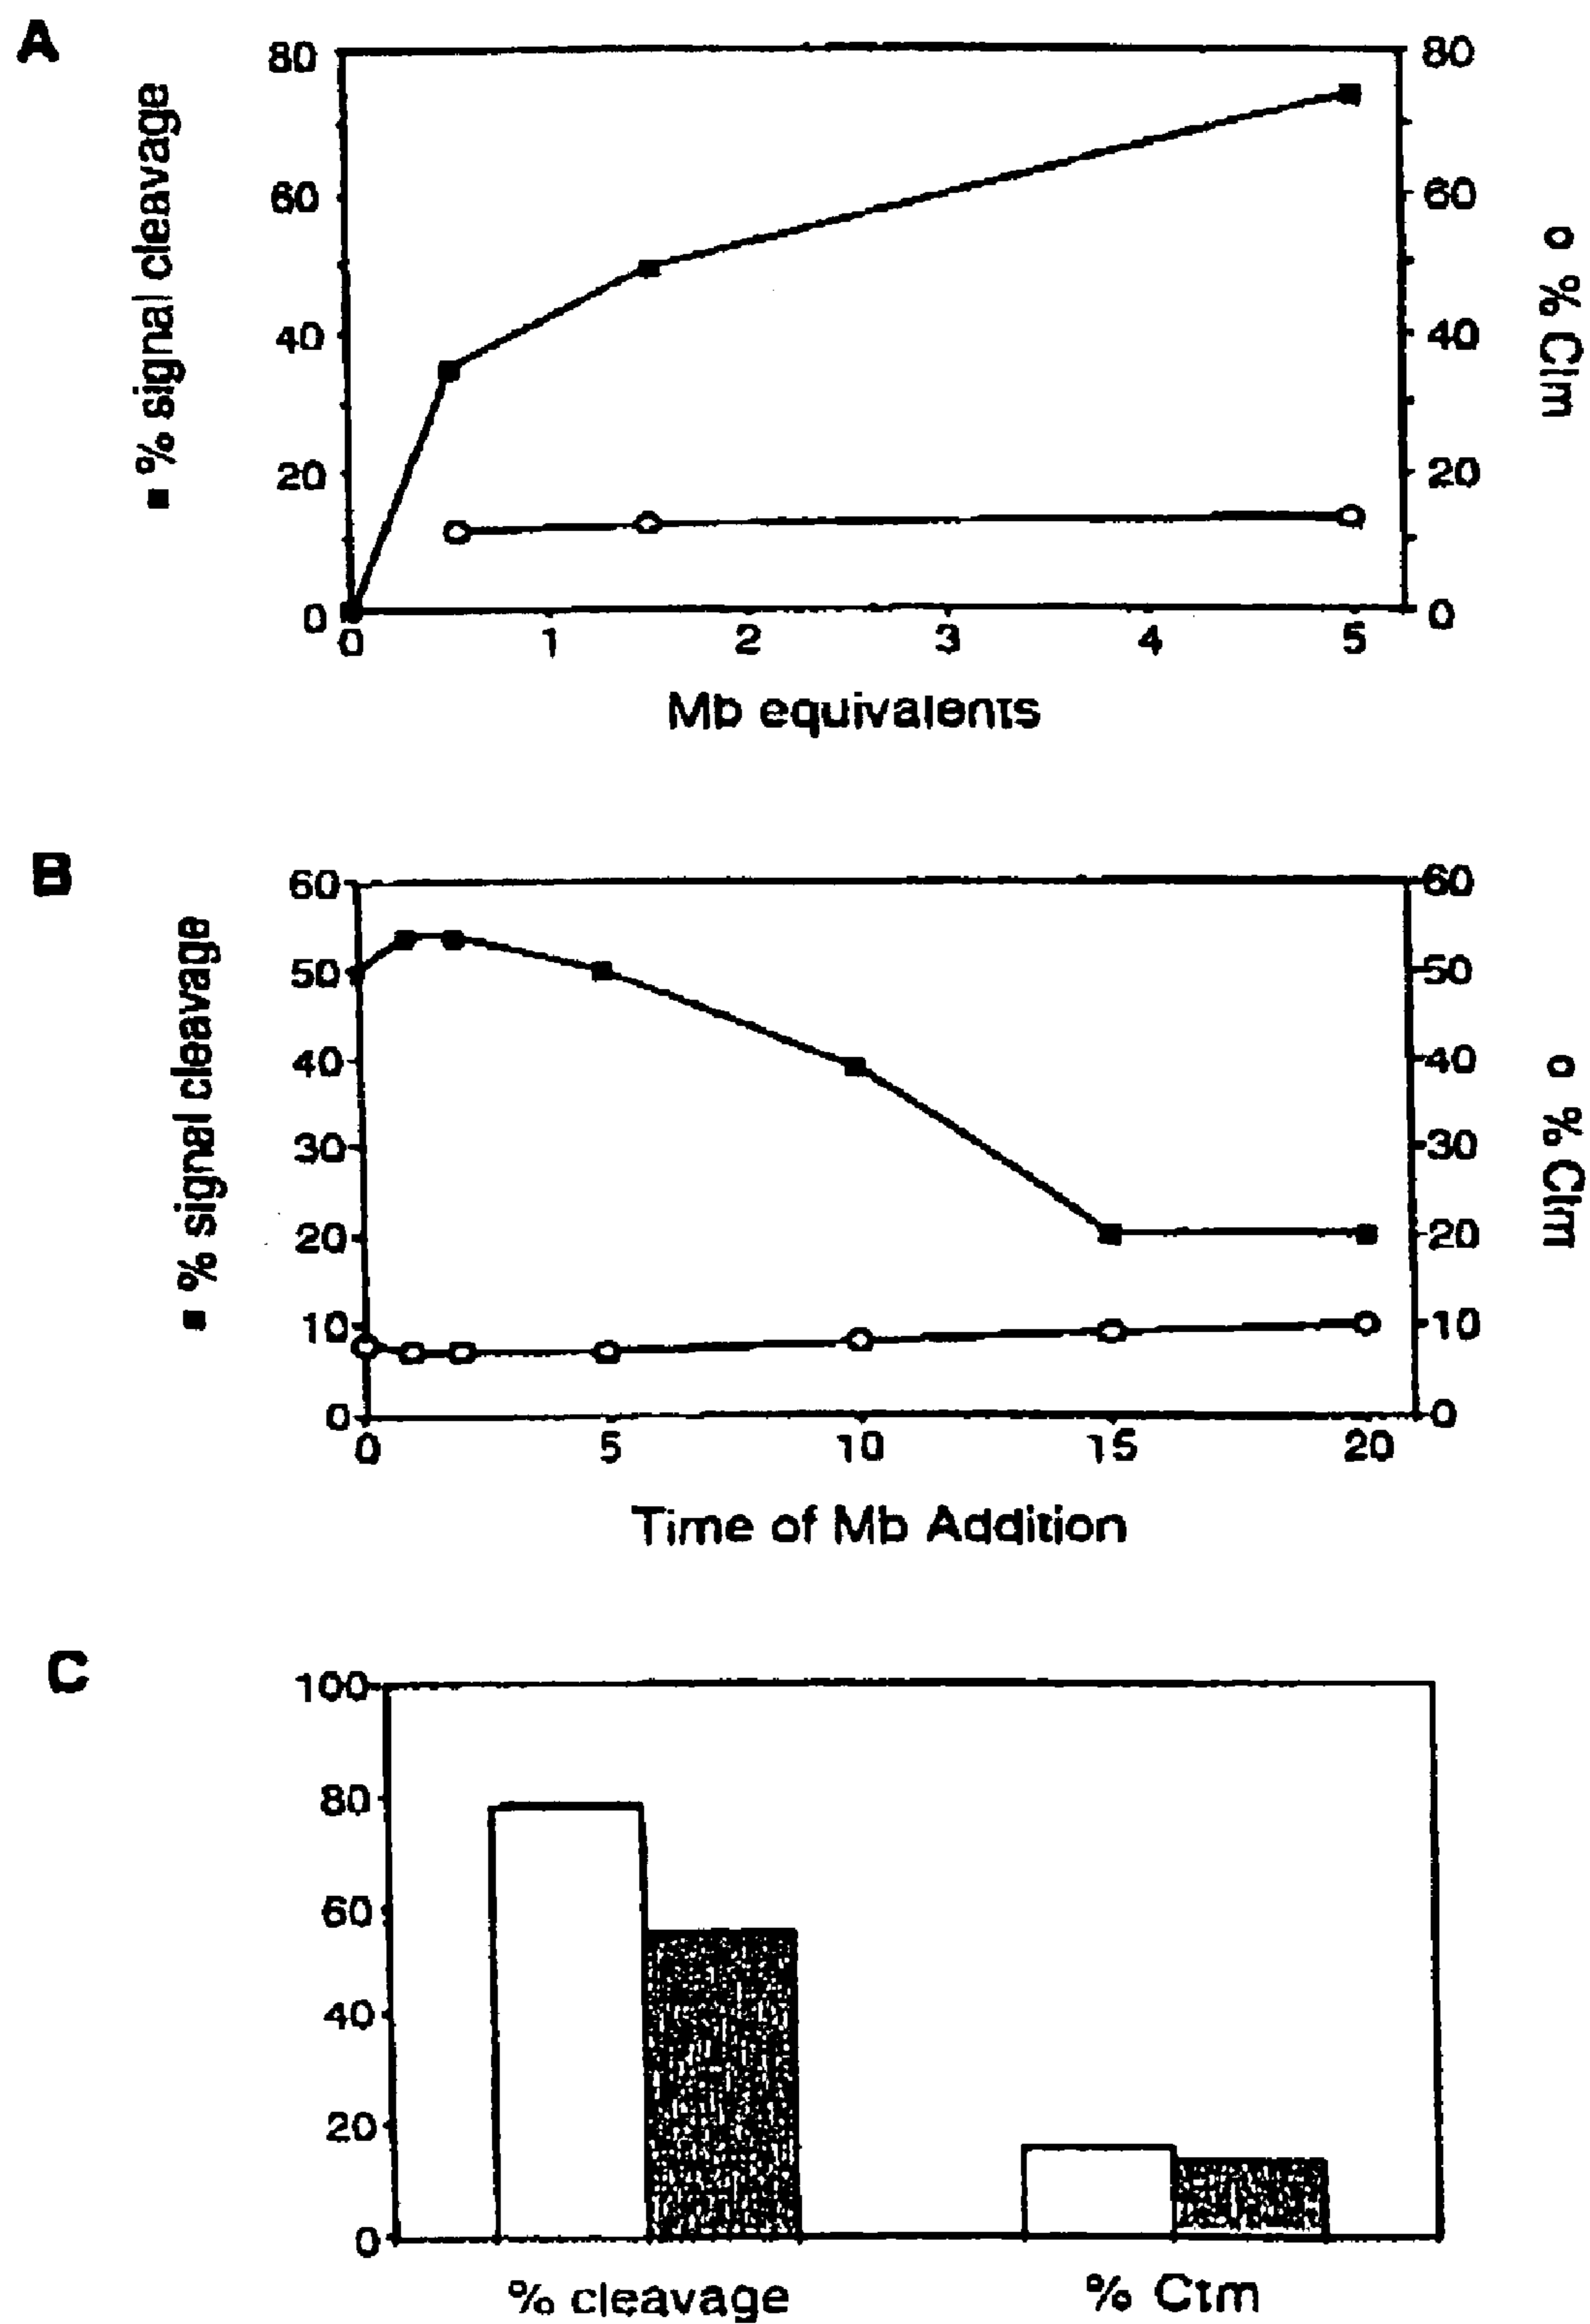 A
80
60
40
20
0
■ % signal cleavage
80
60
40
20
0
o % Ctm
0 1 2 3 4 5
Mb equivalents
B
60
50
40
30
20
10
0
■ % signal cleavage
60
50
40
30
20
10
0
o % Ctm
0 5 10 15 20
Time of Mb Addition
C
100
80
60
40
20
0
% cleavage % Ctm